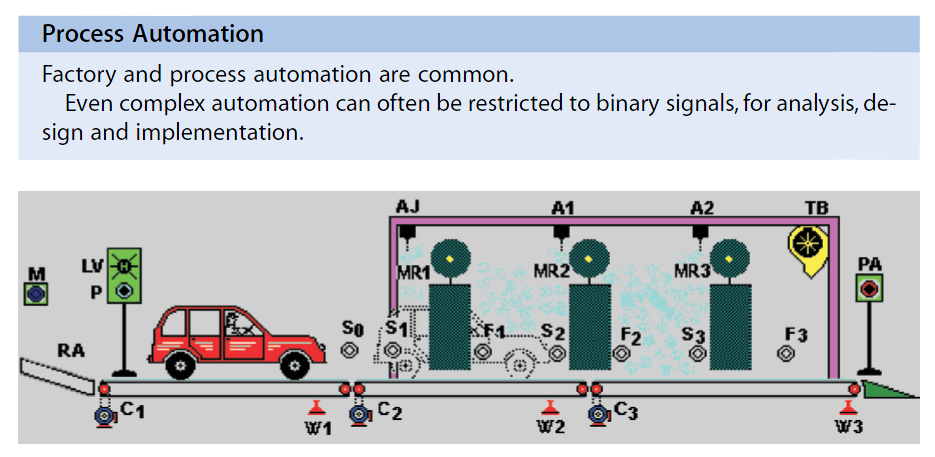 Process Automation
Factory and process automation are common.
Even complex automation can often be restricted to binary signals, for analysis, de-
sign and implementation.
AJ A1 A2 TB
LV PA
M MR1 MR2 MR3
P
S0 S1 F1 S2 F2 S3 F3
RA
C1 C2 C3
W1 W2 W3